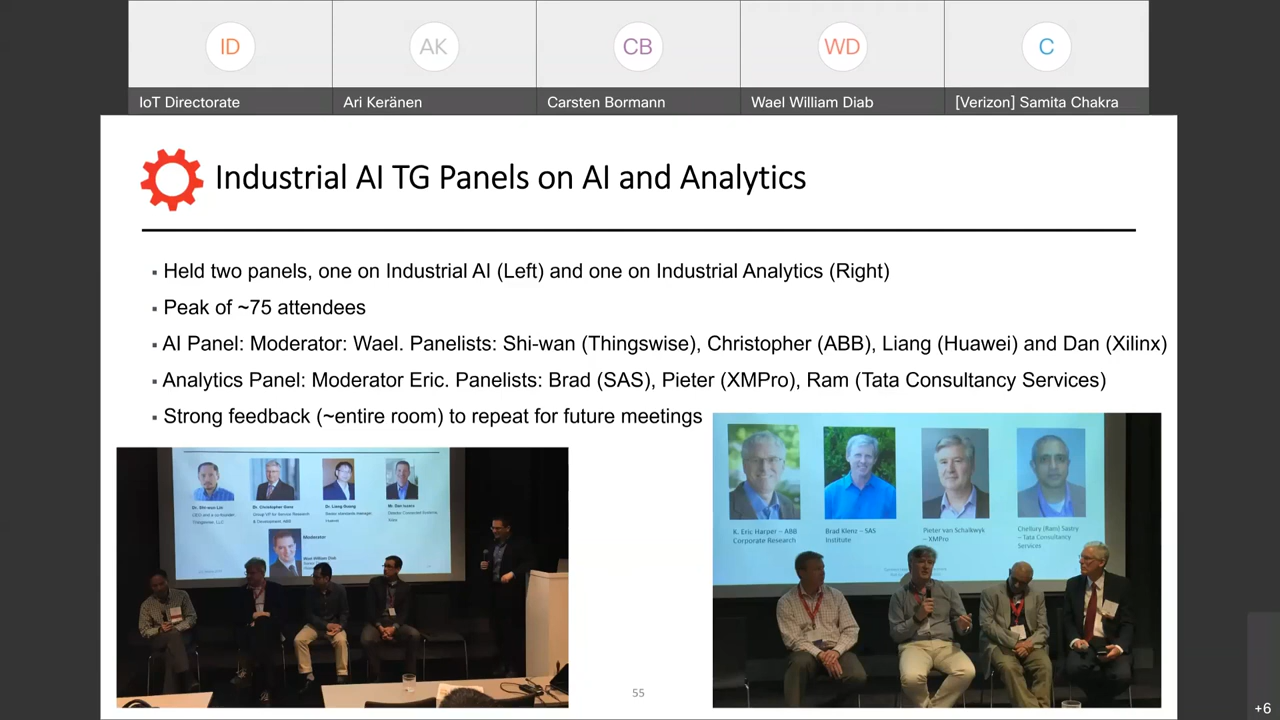 ID
AK
CB
WD
C
IoT Directorate
Ari Keränen
Carsten Bormann
Wael William Diab
[Verizon] Samita Chakra
Industrial AI TG Panels on AI and Analytics
▪ Held two panels, one on Industrial AI (Left) and one on Industrial Analytics (Right)
▪ Peak of ~75 attendees
▪ AI Panel: Moderator: Wael. Panelists: Shi-wan (Thingswise), Christopher (ABB), Liang (Huawei) and Dan (Xilinx)
▪ Analytics Panel: Moderator Eric. Panelists: Brad (SAS), Pieter (XMPro), Ram (Tata Consultancy Services)
▪ Strong feedback (~entire room) to repeat for future meetings
Moderator
K. Eric Harper – ABB
Corporate Research
Brad Klenz – SAS
Institute
Pieter van Schalkwyk
– XMPro
Chellury (Ram) Sastry
– Tata Consultancy
Services
55
+6